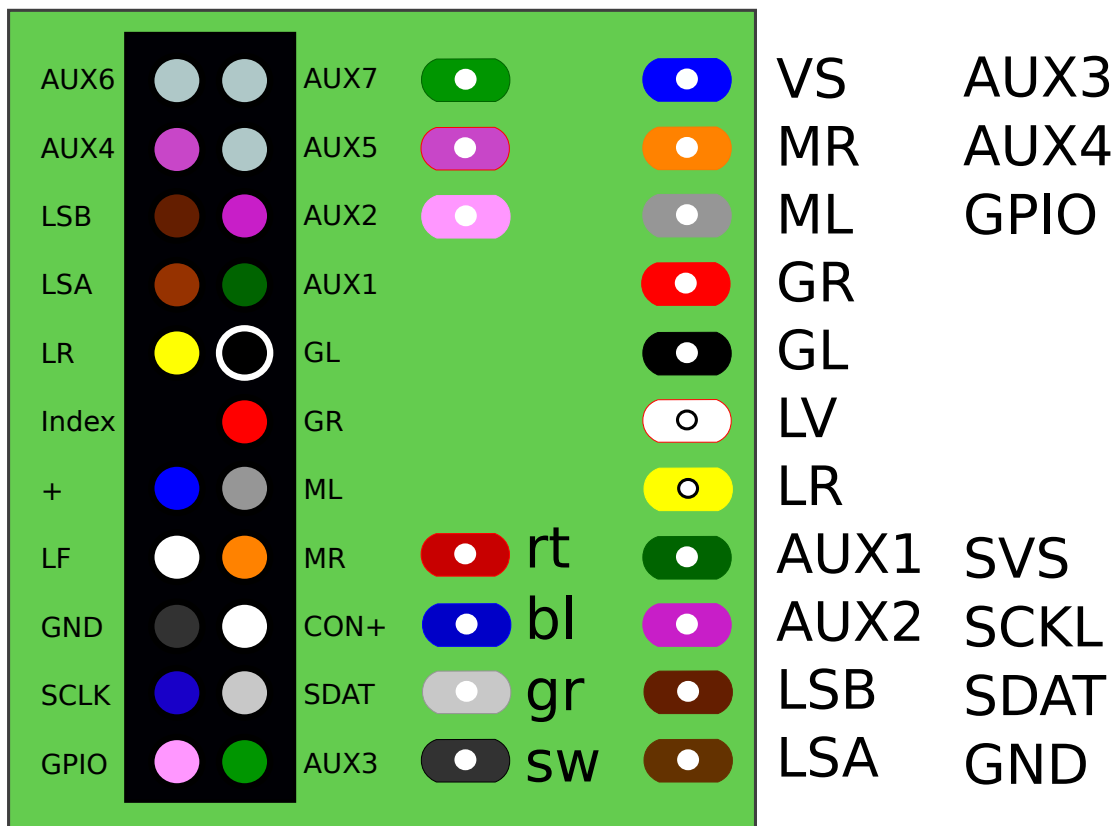 AUX6 AUX7 VS AUX3
AUX4 AUX5 MR AUX4
LSB AUX2 ML GPIO
LSA AUX1 GR
LR GL GL
Index GR LV
+ ML LR
LF MR rt AUX1 SVS
GND CON+ bl AUX2 SCKL
SCLK SDAT gr LSB SDAT
GPIO AUX3 sw LSA GND